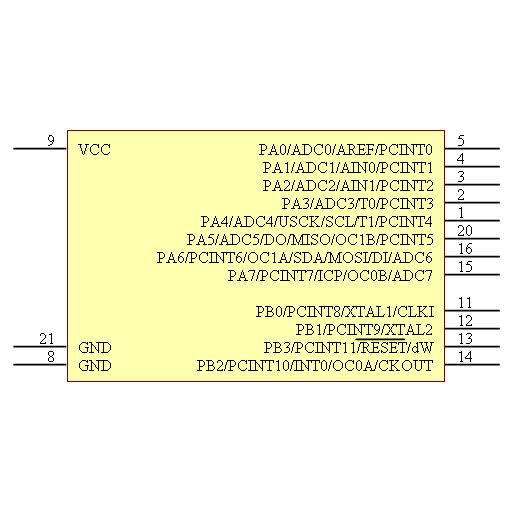 9 VCC PA0/ADC0/AREF/PCINT0 5
PA1/ADC1/AIN0/PCINT1 4
PA2/ADC2/AIN1/PCINT2 3
PA3/ADC3/T0/PCINT3 2
PA4/ADC4/USCK/SCL/T1/PCINT4 1
PA5/ADC5/DO/MISO/OC1B/PCINT5 20
PA6/PCINT6/OC1A/SDA/MOSI/DI/ADC6 16
PA7/PCINT7/ICP/OC0B/ADC7 15
PB0/PCINT8/XTAL1/CLKI 11
PB1/PCINT9/XTAL2 12
21 GND PB3/PCINT11/RESET/dW 13
8 GND PB2/PCINT10/INT0/OC0A/CKOUT 14